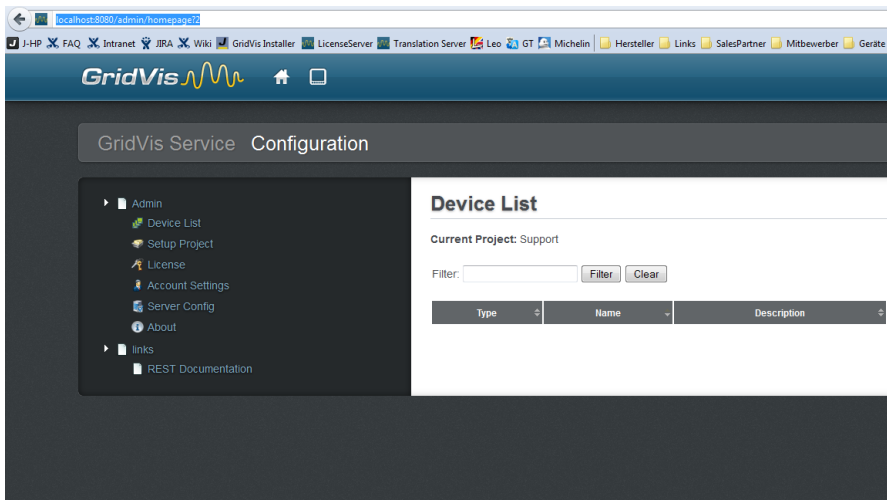 localhost:8080/admin/homepage?2
J-HP FAQ Intranet JIRA Wiki GridVis Installer LicenseServer Translation Server Leo GT Michelin Hersteller Links SalesPartner Mitbewerber Geräte
GridVis
GridVis Service Configuration
Admin
Device List
Setup Project
License
Account Settings
Server Config
About
links
REST Documentation
Device List
Current Project: Support
Filter: Filter Clear
Type Name Description